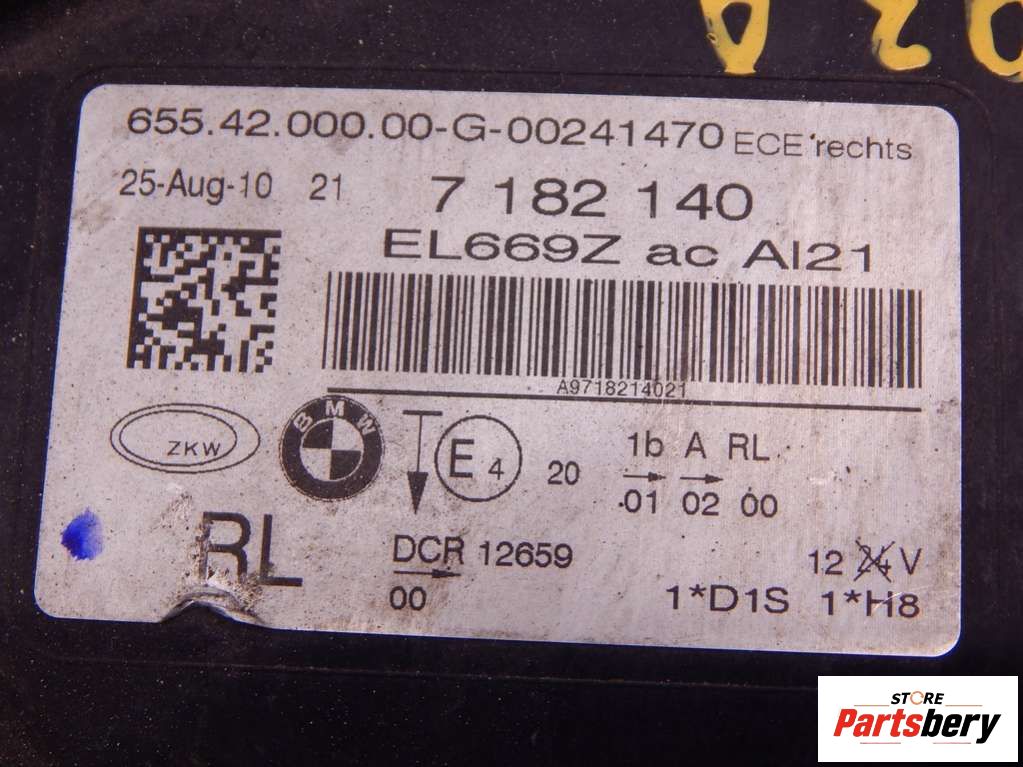 655.42.000.00-G-00241470 ECE rechts
25-Aug-10 21 7 182 140
EL669Z ac AI21
A9718214021
ZKW
BMW
E 4
20
1b A RL
01 02 00
RL
DCR 12659
00
12 24 V
1*D1S 1*H8
STORE
Partsbery